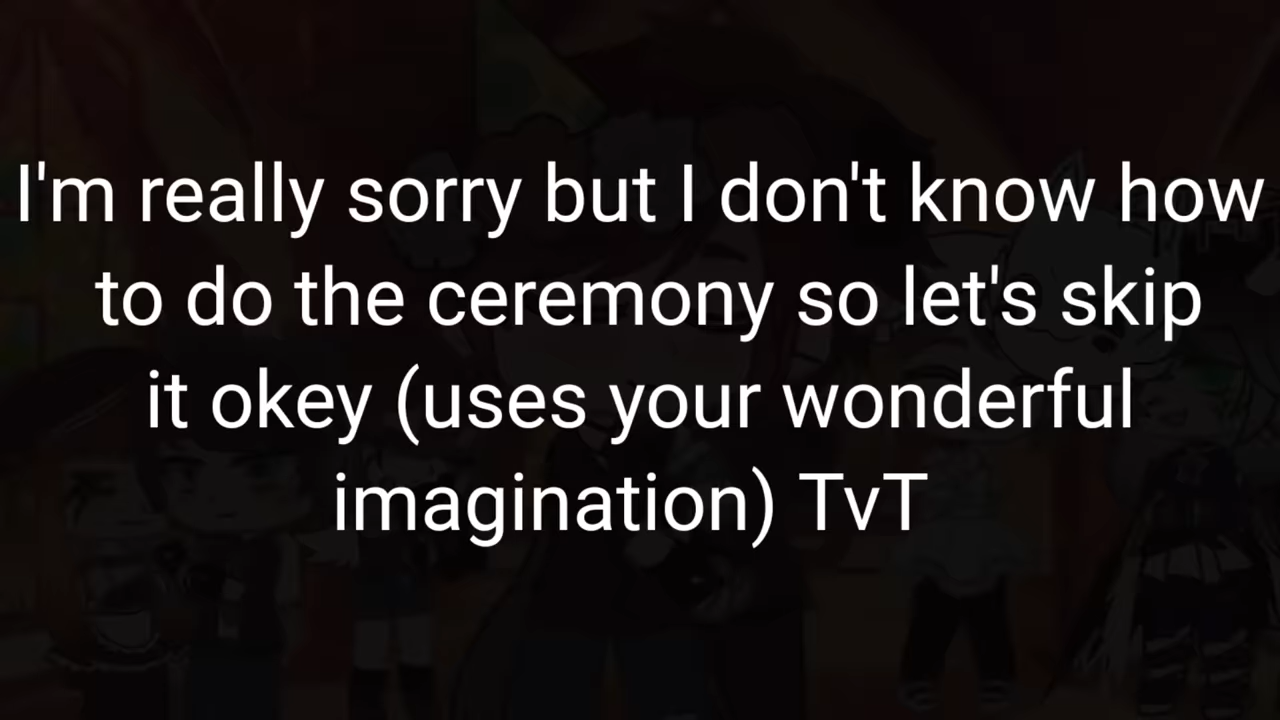 I'm really sorry but I don't know how
to do the ceremony so let's skip
it okey (uses your wonderful
imagination) TvT